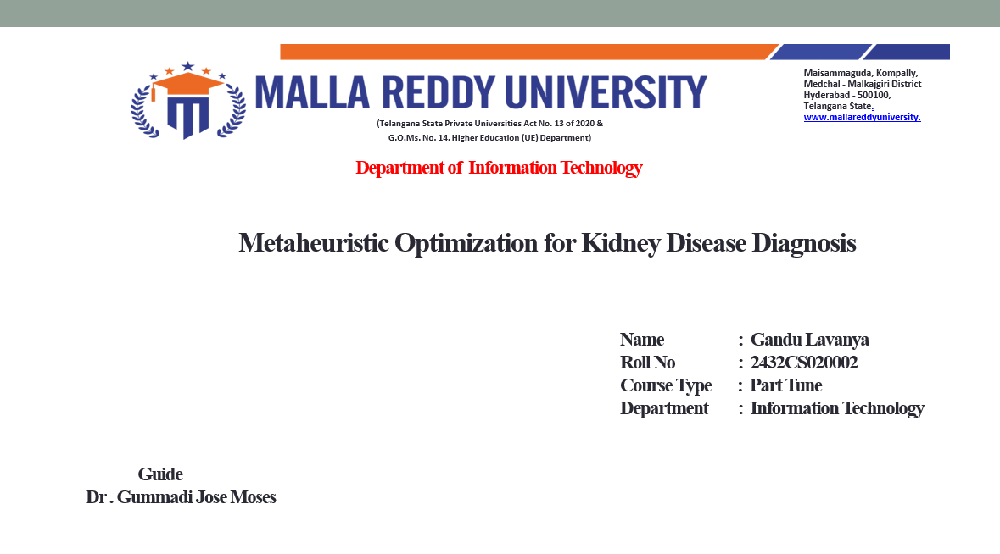 MALLA REDDY UNIVERSITY
(Telangana State Private Universities Act No. 13 of 2020 &
G.O.Ms. No. 14, Higher Education (UE) Department)
Maisammaguda, Kompally,
Medchal - Malkajgiri District
Hyderabad - 500100,
Telangana State.
www.mallareddyuniversity.
Department of Information Technology
Metaheuristic Optimization for Kidney Disease Diagnosis
Name : Gandu Lavanya
Roll No : 2432CS020002
Course Type : Part Tune
Department : Information Technology
Guide
Dr . Gummadi Jose Moses